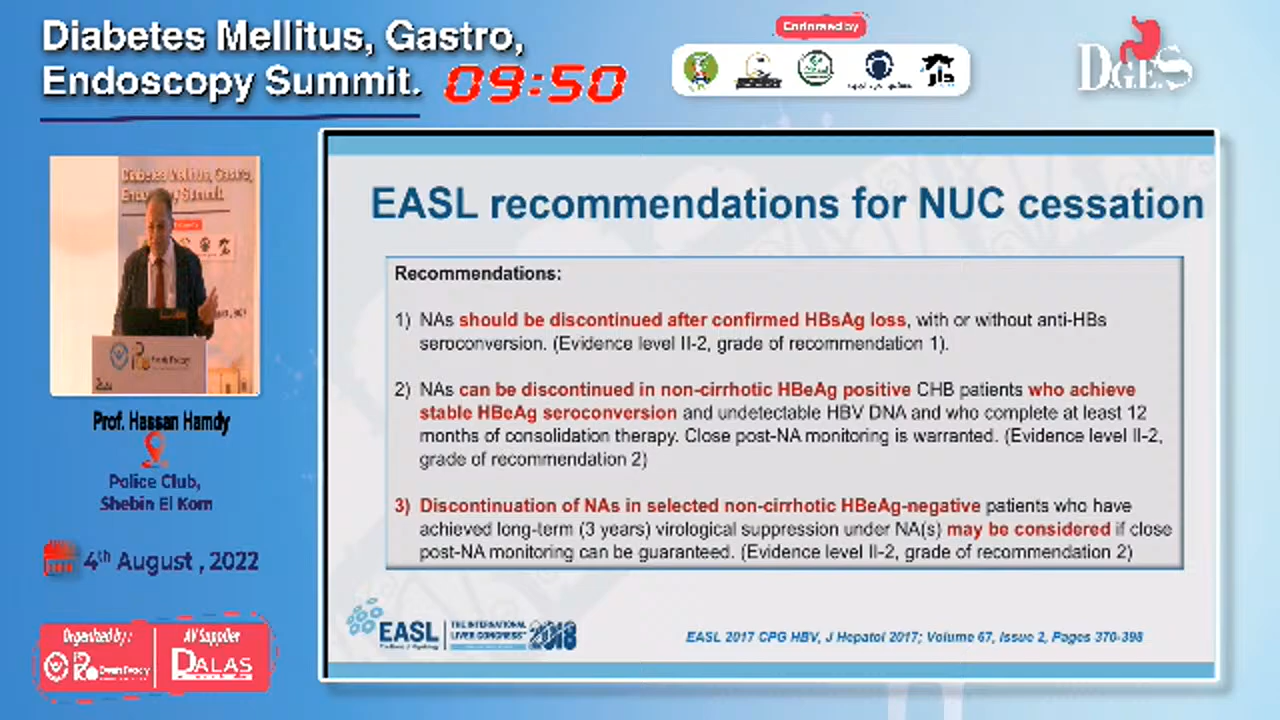 Diabetes Mellitus, Gastro,
Endoscopy Summit.
09:50
Endorsed by
D.G.E.S
Diabetes Mellitus, Gastro,
Endoscopy Summit
Prof. Hassan Hamdy
Police Club,
Shebin El Kom
4th August , 2022
Organized by :
AV Supplier
DALAS
EASL recommendations for NUC cessation
Recommendations:
1) NAs should be discontinued after confirmed HBsAg loss, with or without anti-HBs
seroconversion. (Evidence level II-2, grade of recommendation 1).
2) NAs can be discontinued in non-cirrhotic HBeAg positive CHB patients who achieve
stable HBeAg seroconversion and undetectable HBV DNA and who complete at least 12
months of consolidation therapy. Close post-NA monitoring is warranted. (Evidence level II-2,
grade of recommendation 2)
3) Discontinuation of NAs in selected non-cirrhotic HBeAg-negative patients who have
achieved long-term (3 years) virological suppression under NA(s) may be considered if close
post-NA monitoring can be guaranteed. (Evidence level II-2, grade of recommendation 2)
EASL
THE INTERNATIONAL
LIVER CONGRESS™ 2018
EASL 2017 CPG HBV, J Hepatol 2017; Volume 67, Issue 2, Pages 370-398